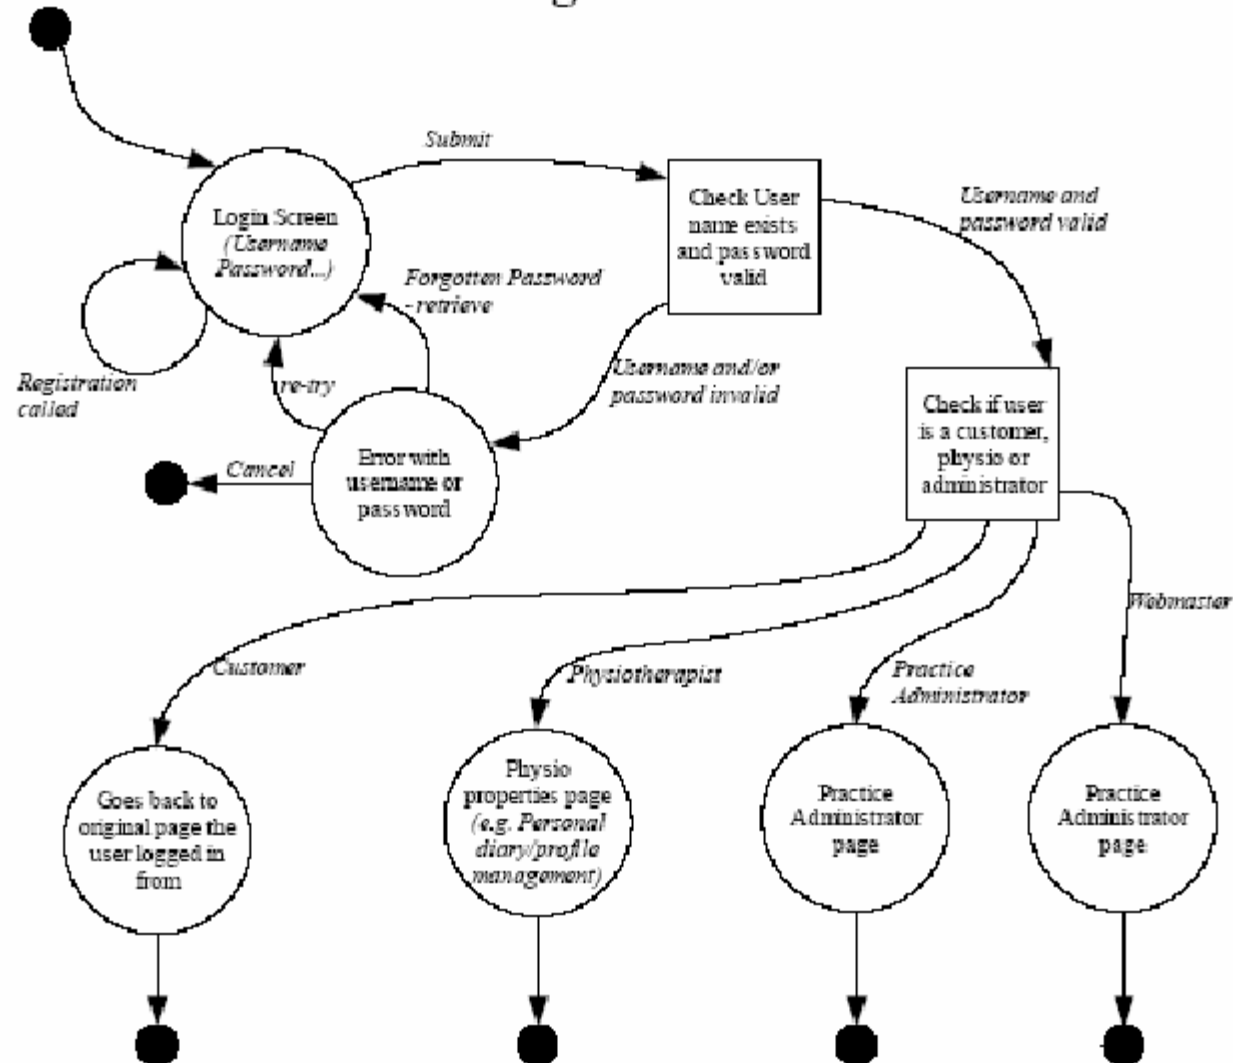 Submit
Login Screen
(Username
Password...)
Check User
name exists
and password
valid
Username and
password valid
Forgotten Password
- retrieve
Registration
called
re-try
Username and/or
password invalid
Cancel
Error with
username or
password
Check if user
is a customer,
physio or
administrator
Webmaster
Customer
Physiotherapist
Practice
Administrator
Goes back to
original page the
user logged in
from
Physio
properties page
(e.g. Personal
diary/profile
management)
Practice
Administrator
page
Practice
Administrator
page